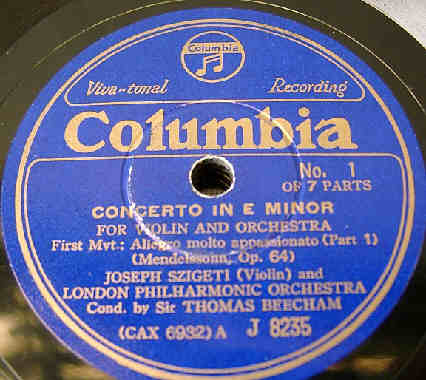 Columbia
Viva-tonal Recording
Columbia
No. 1
OF 7 PARTS
CONCERTO IN E MINOR
FOR VIOLIN AND ORCHESTRA
First Mvt.: Allegro molto appassionato (Part 1)
(Mendelssohn, Op. 64)
JOSEPH SZIGETI (Violin) and
LONDON PHILHARMONIC ORCHESTRA
Cond. by Sir THOMAS BEECHAM
(CAX 6932) A J 8235